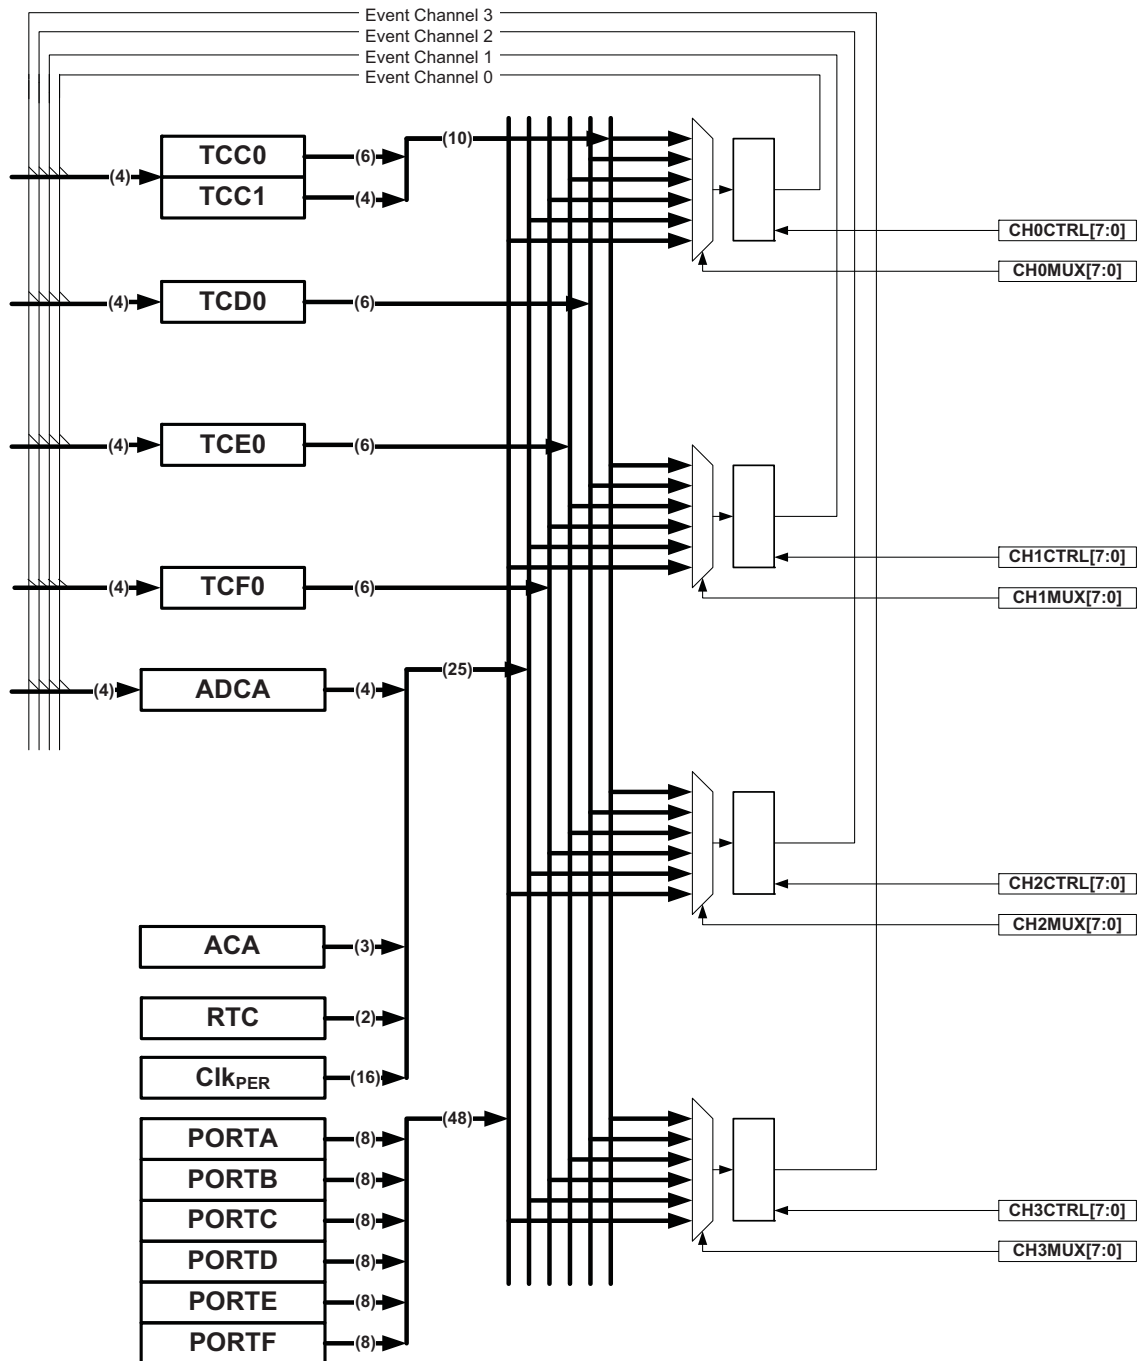 Event Channel 3
Event Channel 2
Event Channel 1
Event Channel 0
TCC0 (6) (10)
(4) TCC1 (4)
CH0CTRL[7:0]
CH0MUX[7:0]
(4) TCD0 (6)
(4) TCE0 (6)
CH1CTRL[7:0]
(4) TCF0 (6)
CH1MUX[7:0]
(25)
(4) ADCA (4)
CH2CTRL[7:0]
CH2MUX[7:0]
ACA (3)
RTC (2)
ClkPER (16)
(48)
PORTA (8)
PORTB (8)
PORTC (8)
CH3CTRL[7:0]
PORTD (8)
CH3MUX[7:0]
PORTE (8)
PORTF (8)